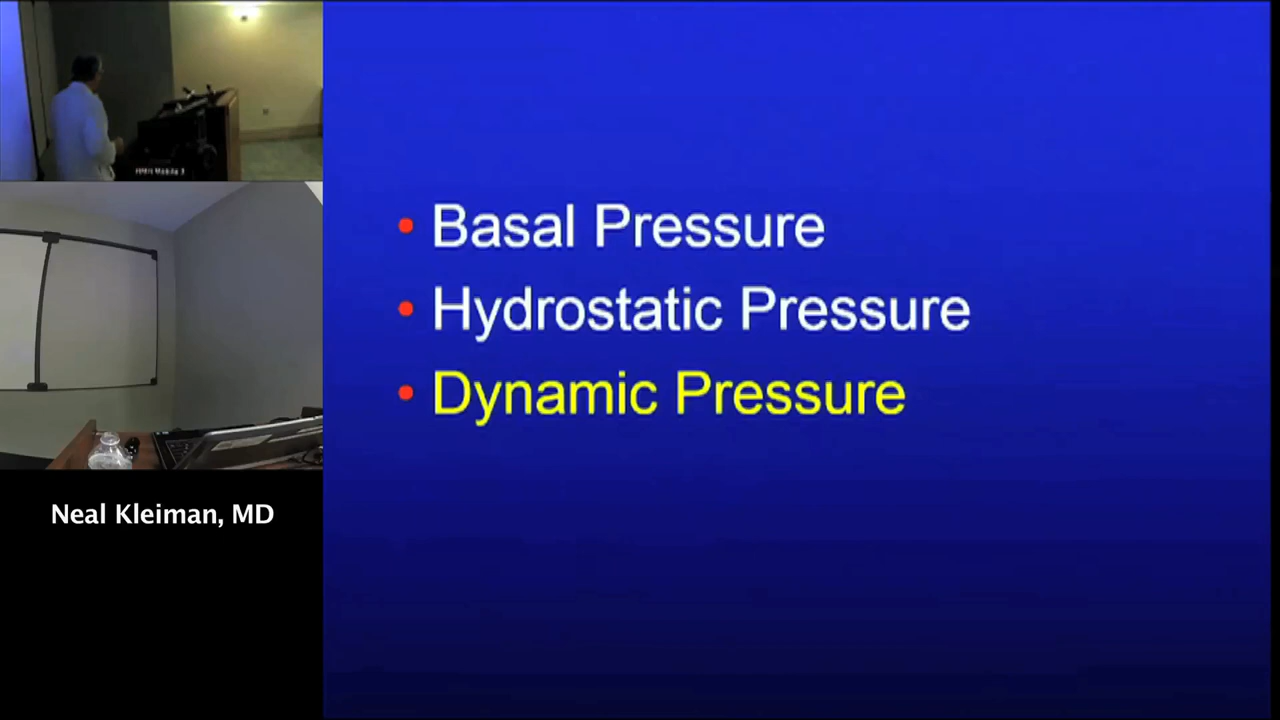 • Basal Pressure
• Hydrostatic Pressure
• Dynamic Pressure
Neal Kleiman, MD